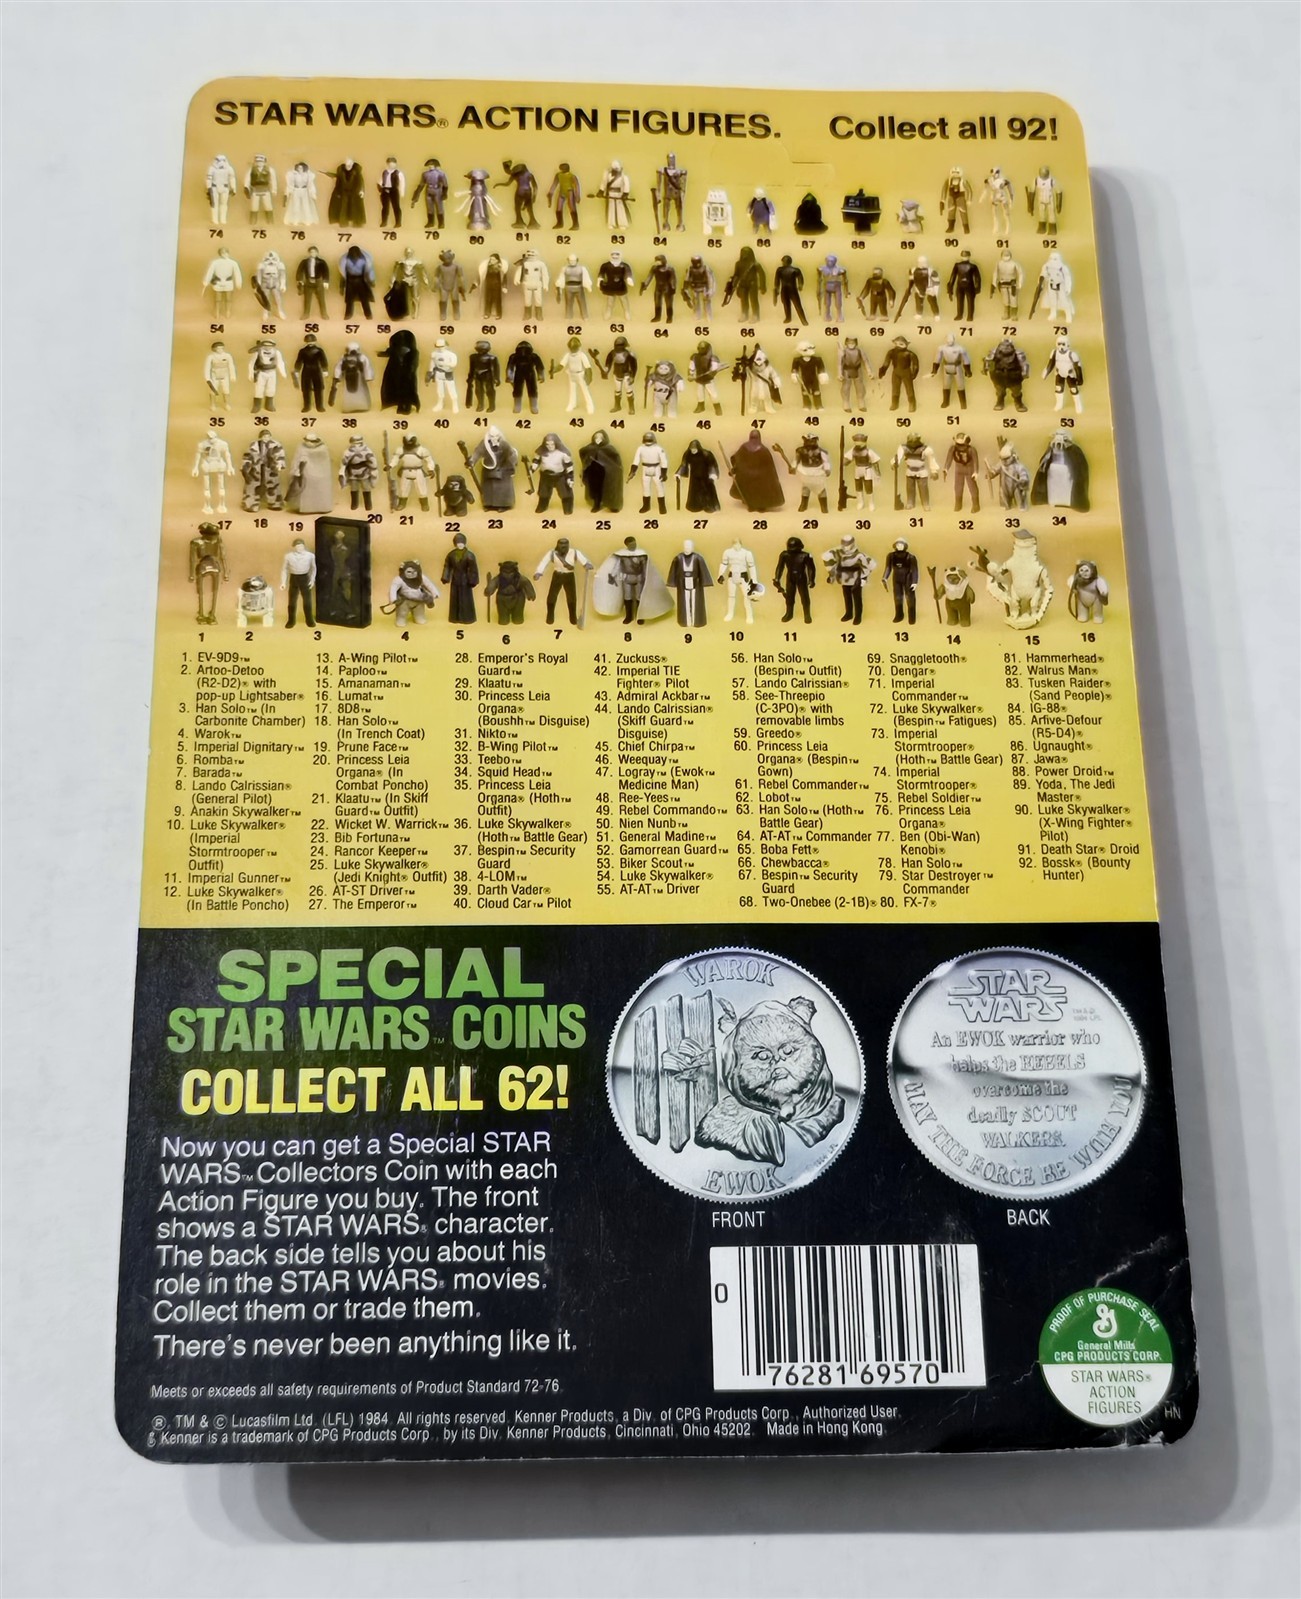 STAR WARS® ACTION FIGURES. Collect all 92!
74 75 76 77 78 79 80 81 82 83 84 85 86 87 88 89 90 91 92
54 55 56 57 58 59 60 61 62 63 64 65 66 67 68 69 70 71 72 73
35 36 37 38 39 40 41 42 43 44 45 46 47 48 49 50 51 52 53
17 18 19 20 21 22 23 24 25 26 27 28 29 30 31 32 33 34
1 2 3 4 5 6 7 8 9 10 11 12 13 14 15 16
1. EV-9D9™
2. Artoo-Detoo
(R2-D2)® with
pop-up Lightsaber®
3. Han Solo™ (In
Carbonite Chamber)
4. Warok™
5. Imperial Dignitary™
6. Romba™
7. Barada™
8. Lando Calrissian®
(General Pilot)
9. Anakin Skywalker™
10. Luke Skywalker®
(Imperial
Stormtrooper™
Outfit)
11. Imperial Gunner™
12. Luke Skywalker®
(In Battle Poncho)
13. A-Wing Pilot™
14. Paploo™
15. Amanaman™
16. Lumat™
17. 8D8™
18. Han Solo™
(In Trench Coat)
19. Prune Face™
20. Princess Leia
Organa® (In
Combat Poncho)
21. Klaatu™ (In Skiff
Guard™ Outfit)
22. Wicket W. Warrick™
23. Bib Fortuna™
24. Rancor Keeper™
25. Luke Skywalker®
(Jedi Knight® Outfit)
26. AT-ST Driver™
27. The Emperor™
28. Emperor's Royal
Guard™
29. Klaatu™
30. Princess Leia
Organa®
(Boushh™ Disguise)
31. Nikto™
32. B-Wing Pilot™
33. Teebo™
34. Squid Head™
35. Princess Leia
Organa® (Hoth™
Outfit)
36. Luke Skywalker®
(Hoth™ Battle Gear)
37. Bespin™ Security
Guard
38. 4-LOM™
39. Darth Vader®
40. Cloud Car™ Pilot
41. Zuckuss®
42. Imperial TIE
Fighter® Pilot
43. Admiral Ackbar™
44. Lando Calrissian®
(Skiff Guard™
Disguise)
45. Chief Chirpa™
46. Weequay™
47. Logray™ (Ewok™
Medicine Man)
48. Ree-Yees™
49. Rebel Commando™
50. Nien Nunb™
51. General Madine™
52. Gamorrean Guard™
53. Biker Scout™
54. Luke Skywalker®
55. AT-AT™ Driver
56. Han Solo™
(Bespin™ Outfit)
57. Lando Calrissian®
58. See-Threepio
(C-3PO)® with
removable limbs
59. Greedo®
60. Princess Leia
Organa® (Bespin™
Gown)
61. Rebel Commander™
62. Lobot™
63. Han Solo™ (Hoth™
Battle Gear)
64. AT-AT™ Commander
65. Boba Fett®
66. Chewbacca®
67. Bespin™ Security
Guard
68. Two-Onebee (2-1B)®
69. Snaggletooth®
70. Dengar®
71. Imperial
Commander™
72. Luke Skywalker®
(Bespin™ Fatigues)
73. Imperial
Stormtrooper®
(Hoth™ Battle Gear)
74. Imperial
Stormtrooper®
75. Rebel Soldier™
76. Princess Leia
Organa®
77. Ben (Obi-Wan)
Kenobi®
78. Han Solo™
79. Star Destroyer™
Commander
80. FX-7®
81. Hammerhead®
82. Walrus Man®
83. Tusken Raider®
(Sand People)®
84. IG-88®
85. Arfive-Defour
(R5-D4)®
86. Ugnaught®
87. Jawa®
88. Power Droid™
89. Yoda, The Jedi
Master®
90. Luke Skywalker®
(X-Wing Fighter®
Pilot)
91. Death Star® Droid
92. Bossk® (Bounty
Hunter)
SPECIAL
STAR WARS™ COINS
COLLECT ALL 62!
Now you can get a Special STAR
WARS™ Collectors Coin with each
Action Figure you buy. The front
shows a STAR WARS® character.
The back side tells you about his
role in the STAR WARS® movies.
Collect them or trade them.
There's never been anything like it.
WAROK
EWOK
FRONT
STAR
WARS
An EWOK warrior who
helps the REBELS
overcome the
deadly SCOUT
WALKERS
MAY THE FORCE BE WITH YOU
BACK
0 76281 69570
PROOF OF PURCHASE SEAL
General Mills
CPG PRODUCTS CORP.
STAR WARS®
ACTION
FIGURES
HN
Meets or exceeds all safety requirements of Product Standard 72-76.
®, TM & © Lucasfilm Ltd. (LFL) 1984. All rights reserved. Kenner Products, a Div. of CPG Products Corp., Authorized User.
Kenner is a trademark of CPG Products Corp., by its Div. Kenner Products, Cincinnati, Ohio 45202. Made in Hong Kong.